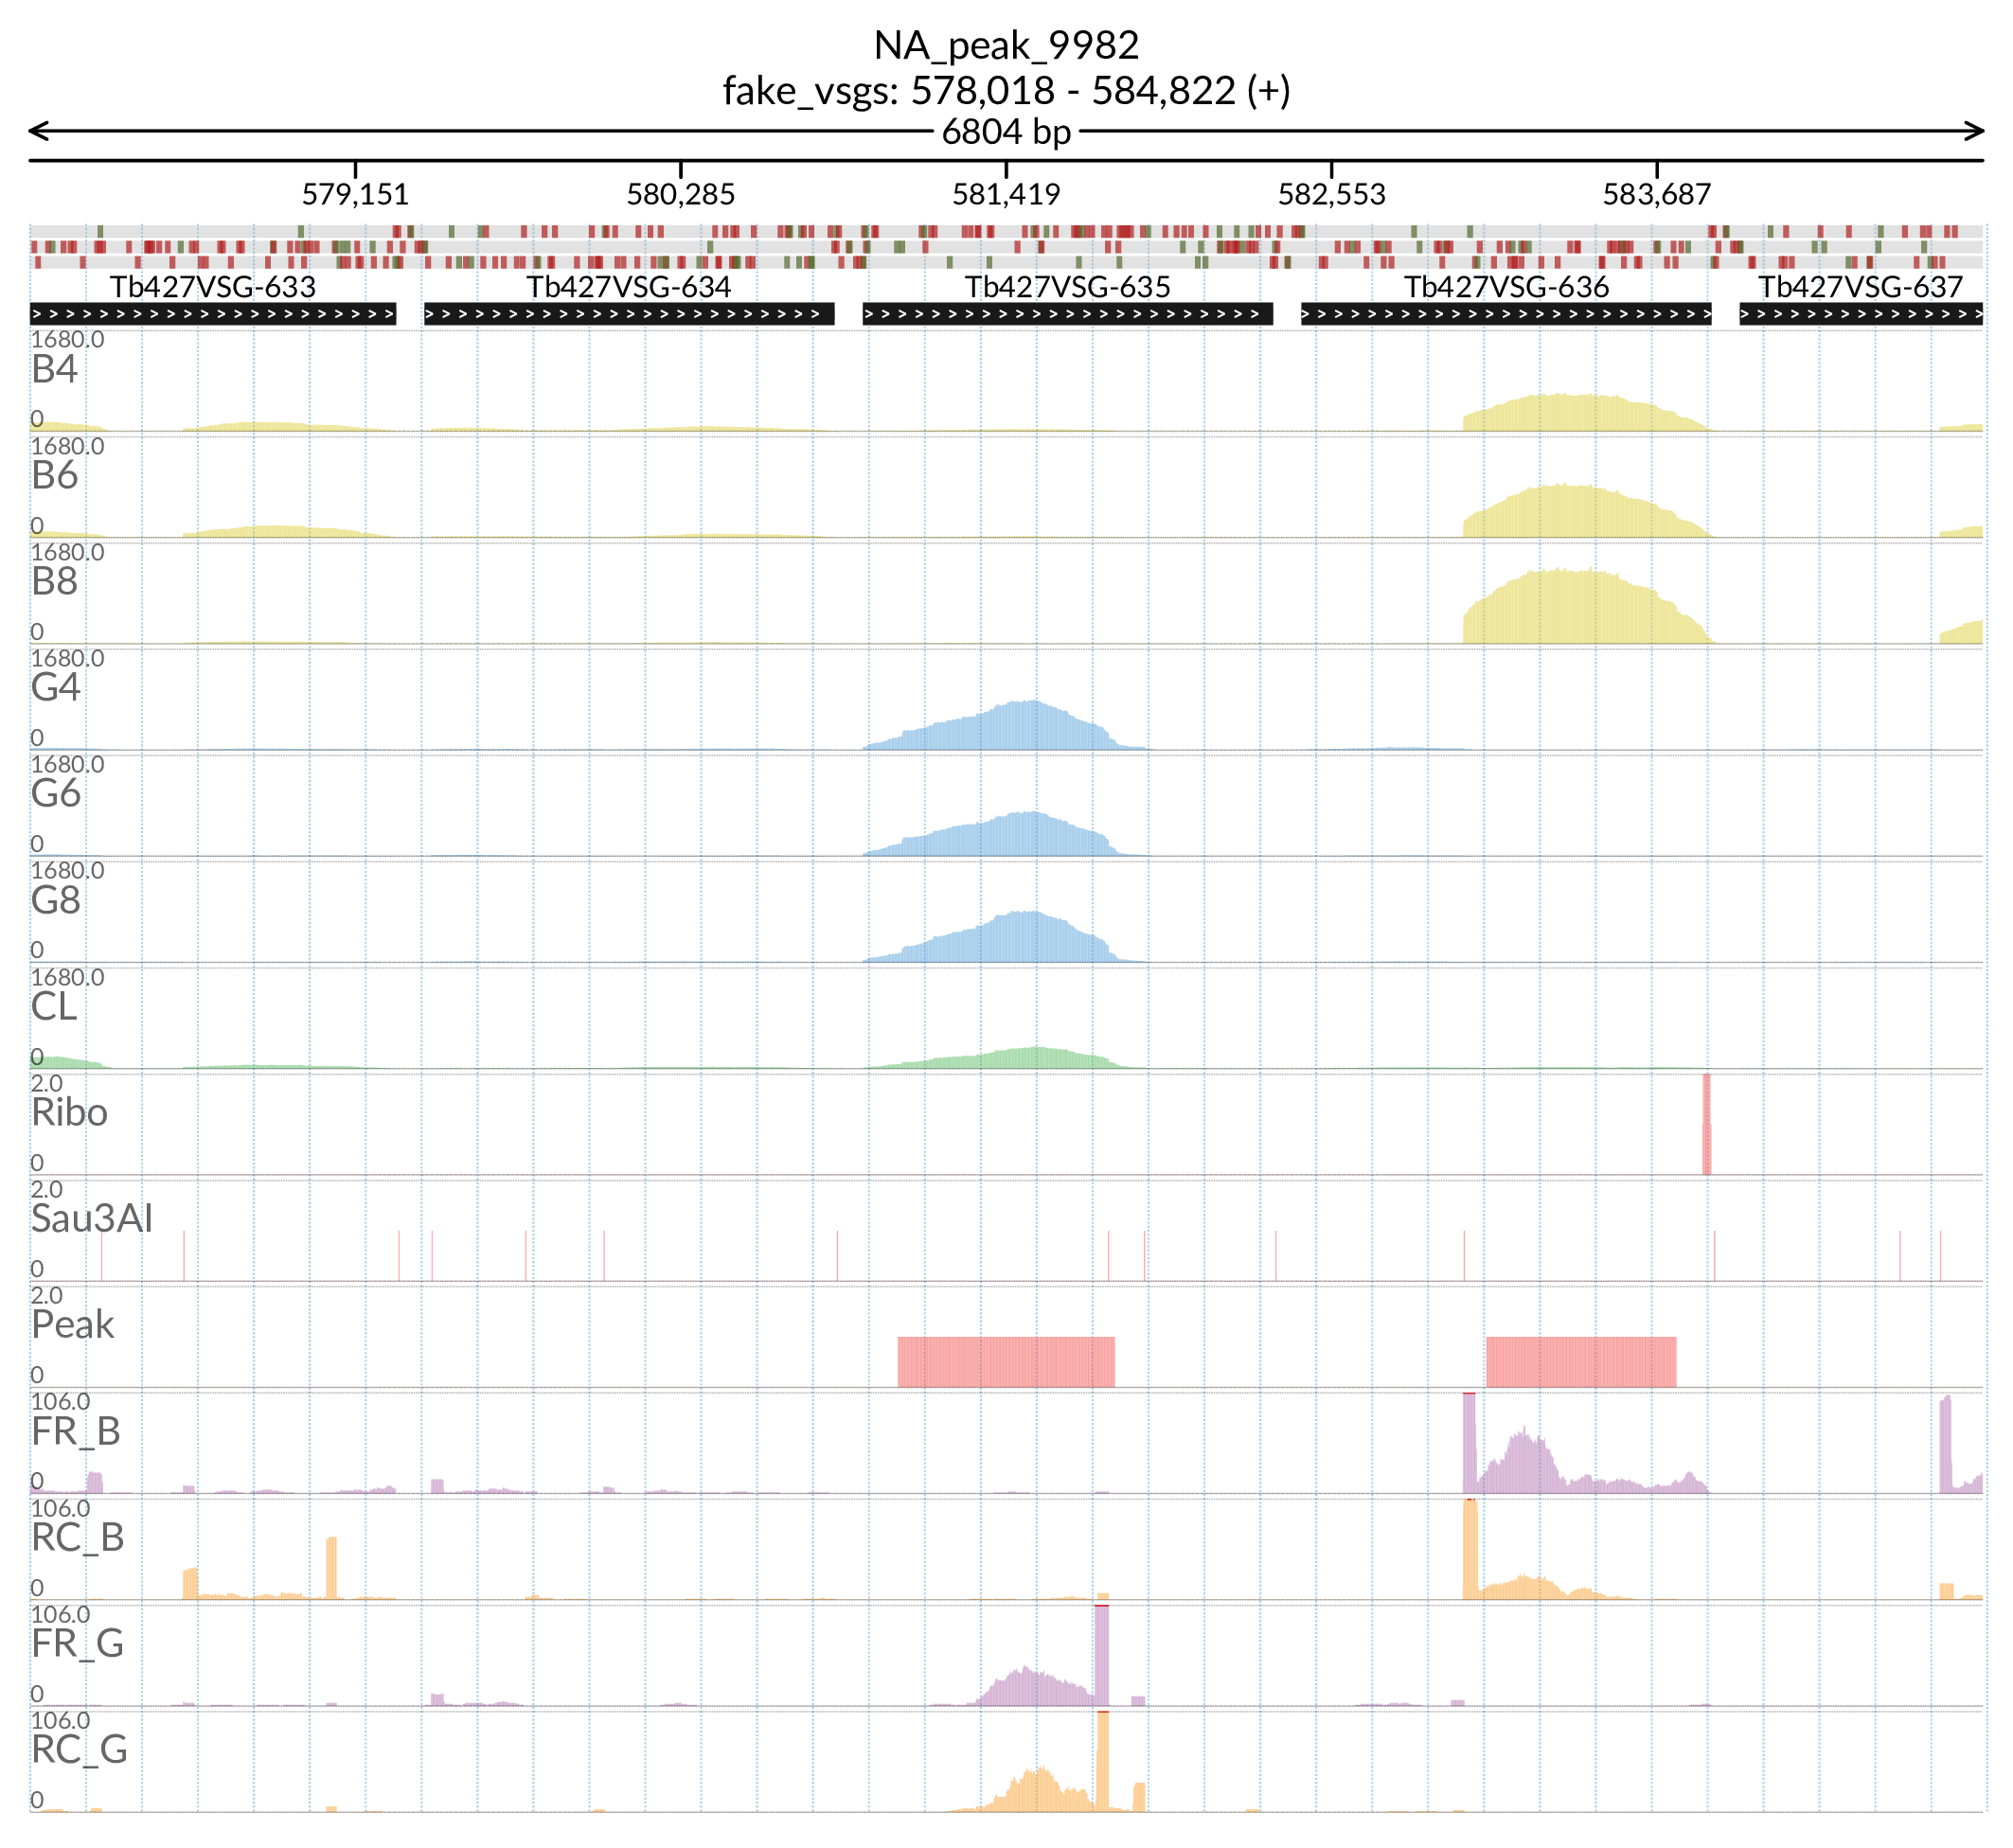 NA_peak_9982
fake_vsgs: 578,018 - 584,822 (+)
6804 bp
579,151 580,285 581,419 582,553 583,687
Tb427VSG-633 Tb427VSG-634 Tb427VSG-635 Tb427VSG-636 Tb427VSG-637
1680.0
B4
0
1680.0
B6
0
1680.0
B8
0
1680.0
G4
0
1680.0
G6
0
1680.0
G8
0
1680.0
CL
0
2.0
Ribo
0
2.0
Sau3AI
0
2.0
Peak
0
106.0
FR_B
0
106.0
RC_B
0
106.0
FR_G
0
106.0
RC_G
0